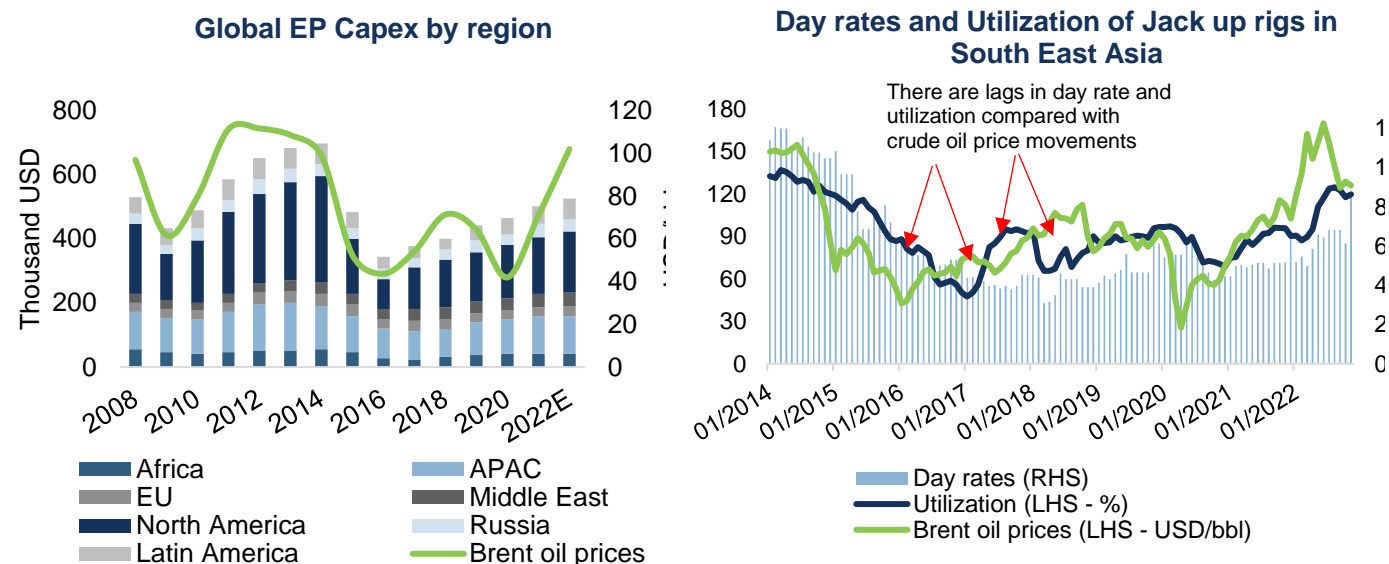 Global EP Capex by region
800
600
400
200
0
Thousand USD
120
100
80
60
40
20
0
2008
2010
2012
2014
2016
2018
2020
2022E
Africa
APAC
EU
Middle East
North America
Russia
Latin America
Brent oil prices
Day rates and Utilization of Jack up rigs in
South East Asia
There are lags in day rate and
utilization compared with
crude oil price movements
180
150
120
90
60
30
0
01/2014
01/2015
01/2016
01/2017
01/2018
01/2019
01/2020
01/2021
01/2022
Day rates (RHS)
Utilization (LHS - %)
Brent oil prices (LHS - USD/bbl)